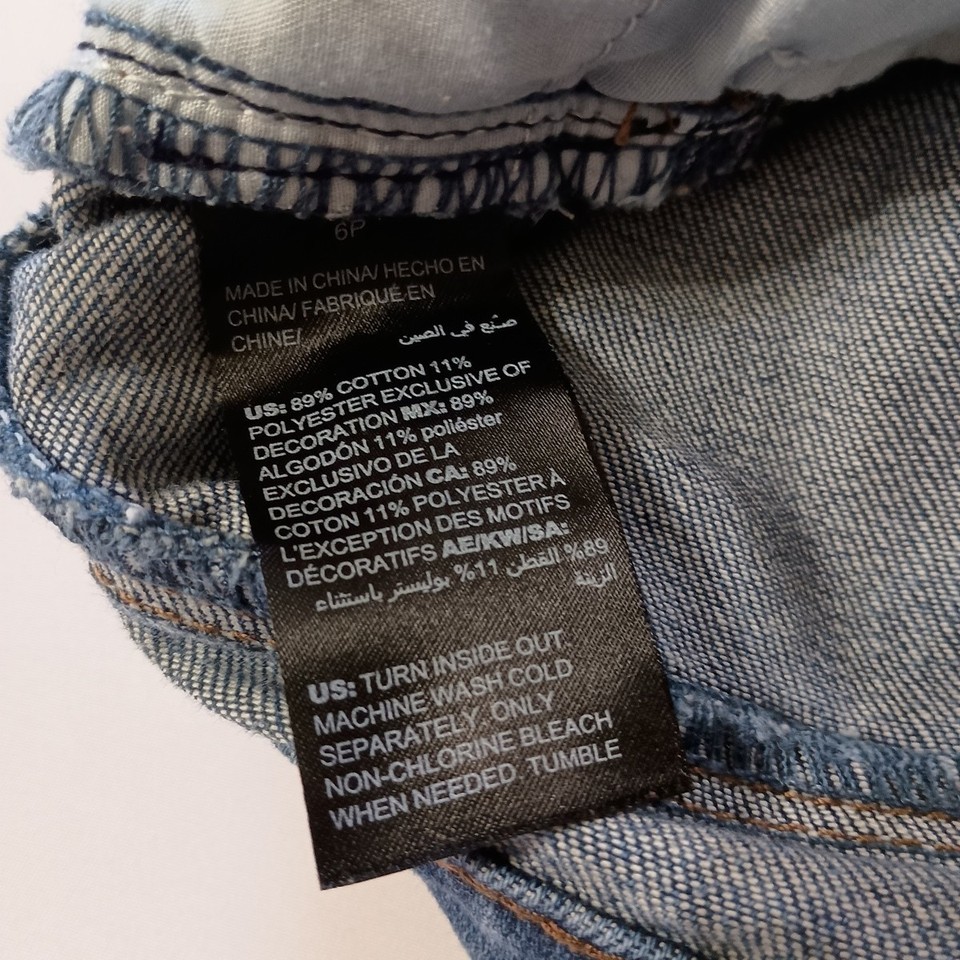 6P
MADE IN CHINA/ HECHO EN
CHINA/ FABRIQUÉ EN
CHINE/
صنع في الصين
US: 89% COTTON 11%
POLYESTER EXCLUSIVE OF
DECORATION MX: 89%
ALGODÓN 11% poliéster
EXCLUSIVO DE LA
DECORACIÓN CA: 89%
COTON 11% POLYESTER À
L'EXCEPTION DES MOTIFS
DÉCORATIFS AE/KW/SA:
89% القطن 11% بوليستر باستثناء
الزينة
US: TURN INSIDE OUT.
MACHINE WASH COLD
SEPARATELY. ONLY
NON-CHLORINE BLEACH
WHEN NEEDED. TUMBLE